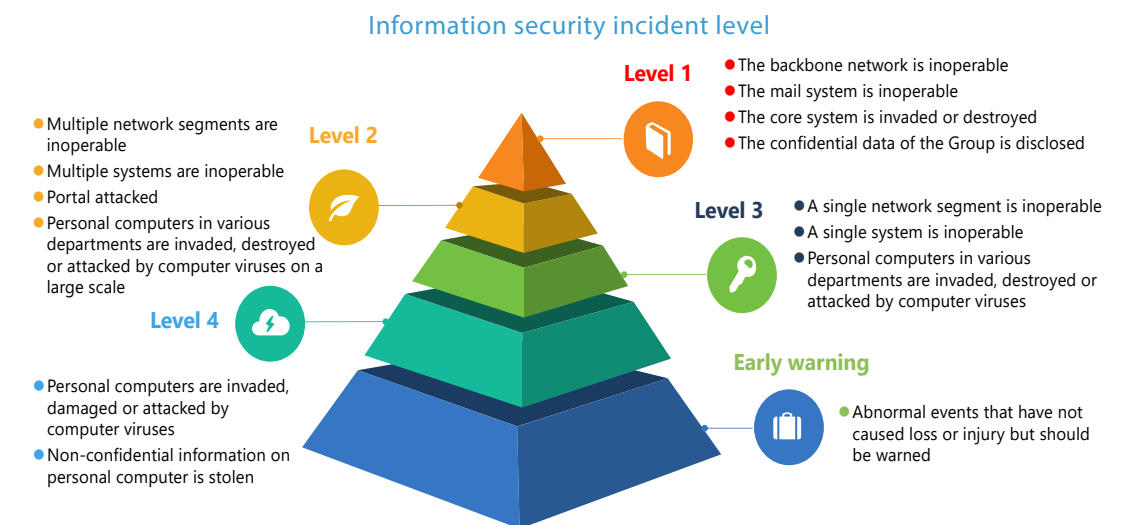 Information security incident level
Level 1
The backbone network is inoperable
The mail system is inoperable
The core system is invaded or destroyed
The confidential data of the Group is disclosed
Level 2
Multiple network segments are
inoperable
Multiple systems are inoperable
Portal attacked
Personal computers in various
departments are invaded, destroyed
or attacked by computer viruses on a
large scale
Level 3
A single network segment is inoperable
A single system is inoperable
Personal computers in various
departments are invaded, destroyed or
attacked by computer viruses
Level 4
Personal computers are invaded,
damaged or attacked by
computer viruses
Non-confidential information on
personal computer is stolen
Early warning
Abnormal events that have not
caused loss or injury but should
be warned